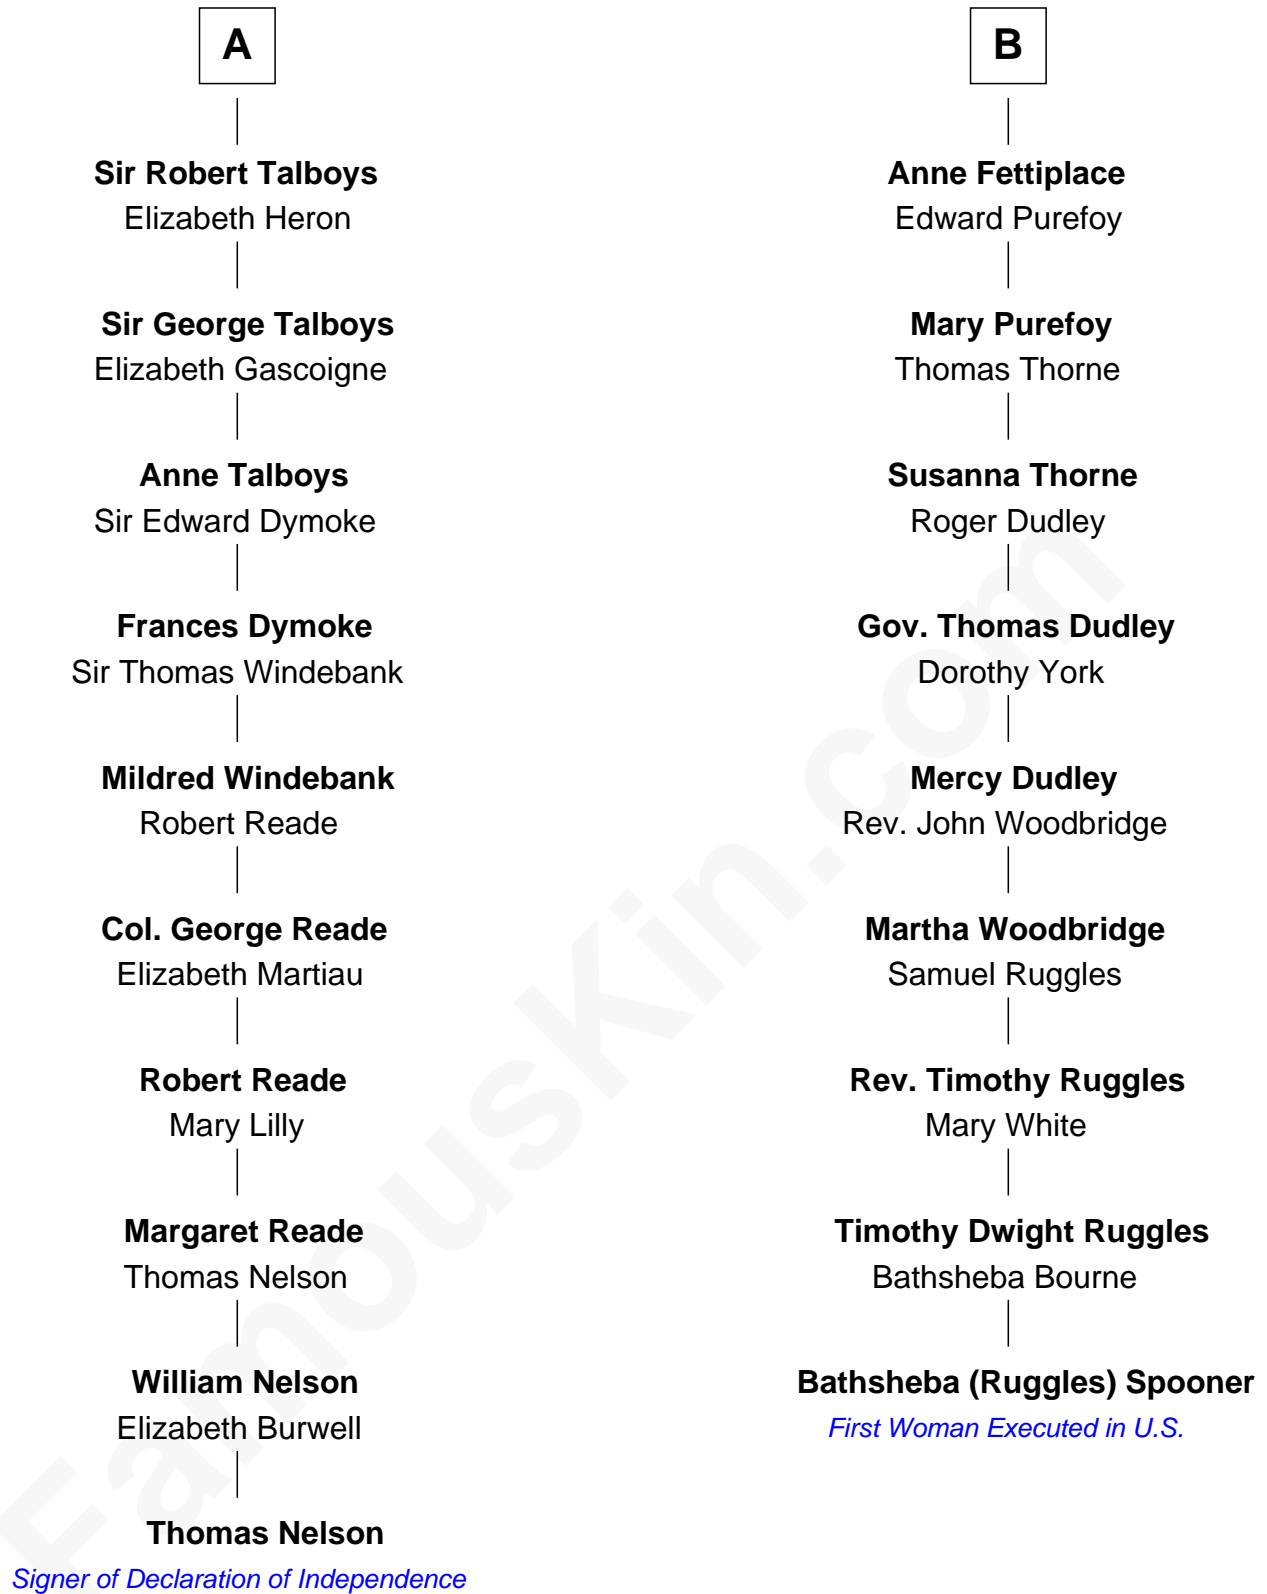 A
Sir Robert Talboys
Elizabeth Heron
Sir George Talboys
Elizabeth Gascoigne
Anne Talboys
Sir Edward Dymoke
Frances Dymoke
Sir Thomas Windebank
Mildred Windebank
Robert Reade
Col. George Reade
Elizabeth Martiau
Robert Reade
Mary Lilly
Margaret Reade
Thomas Nelson
William Nelson
Elizabeth Burwell
Thomas Nelson
Signer of Declaration of Independence
B
Anne Fettiplace
Edward Purefoy
Mary Purefoy
Thomas Thorne
Susanna Thorne
Roger Dudley
Gov. Thomas Dudley
Dorothy York
Mercy Dudley
Rev. John Woodbridge
Martha Woodbridge
Samuel Ruggles
Rev. Timothy Ruggles
Mary White
Timothy Dwight Ruggles
Bathsheba Bourne
Bathsheba (Ruggles) Spooner
First Woman Executed in U.S.
FamousKin.com